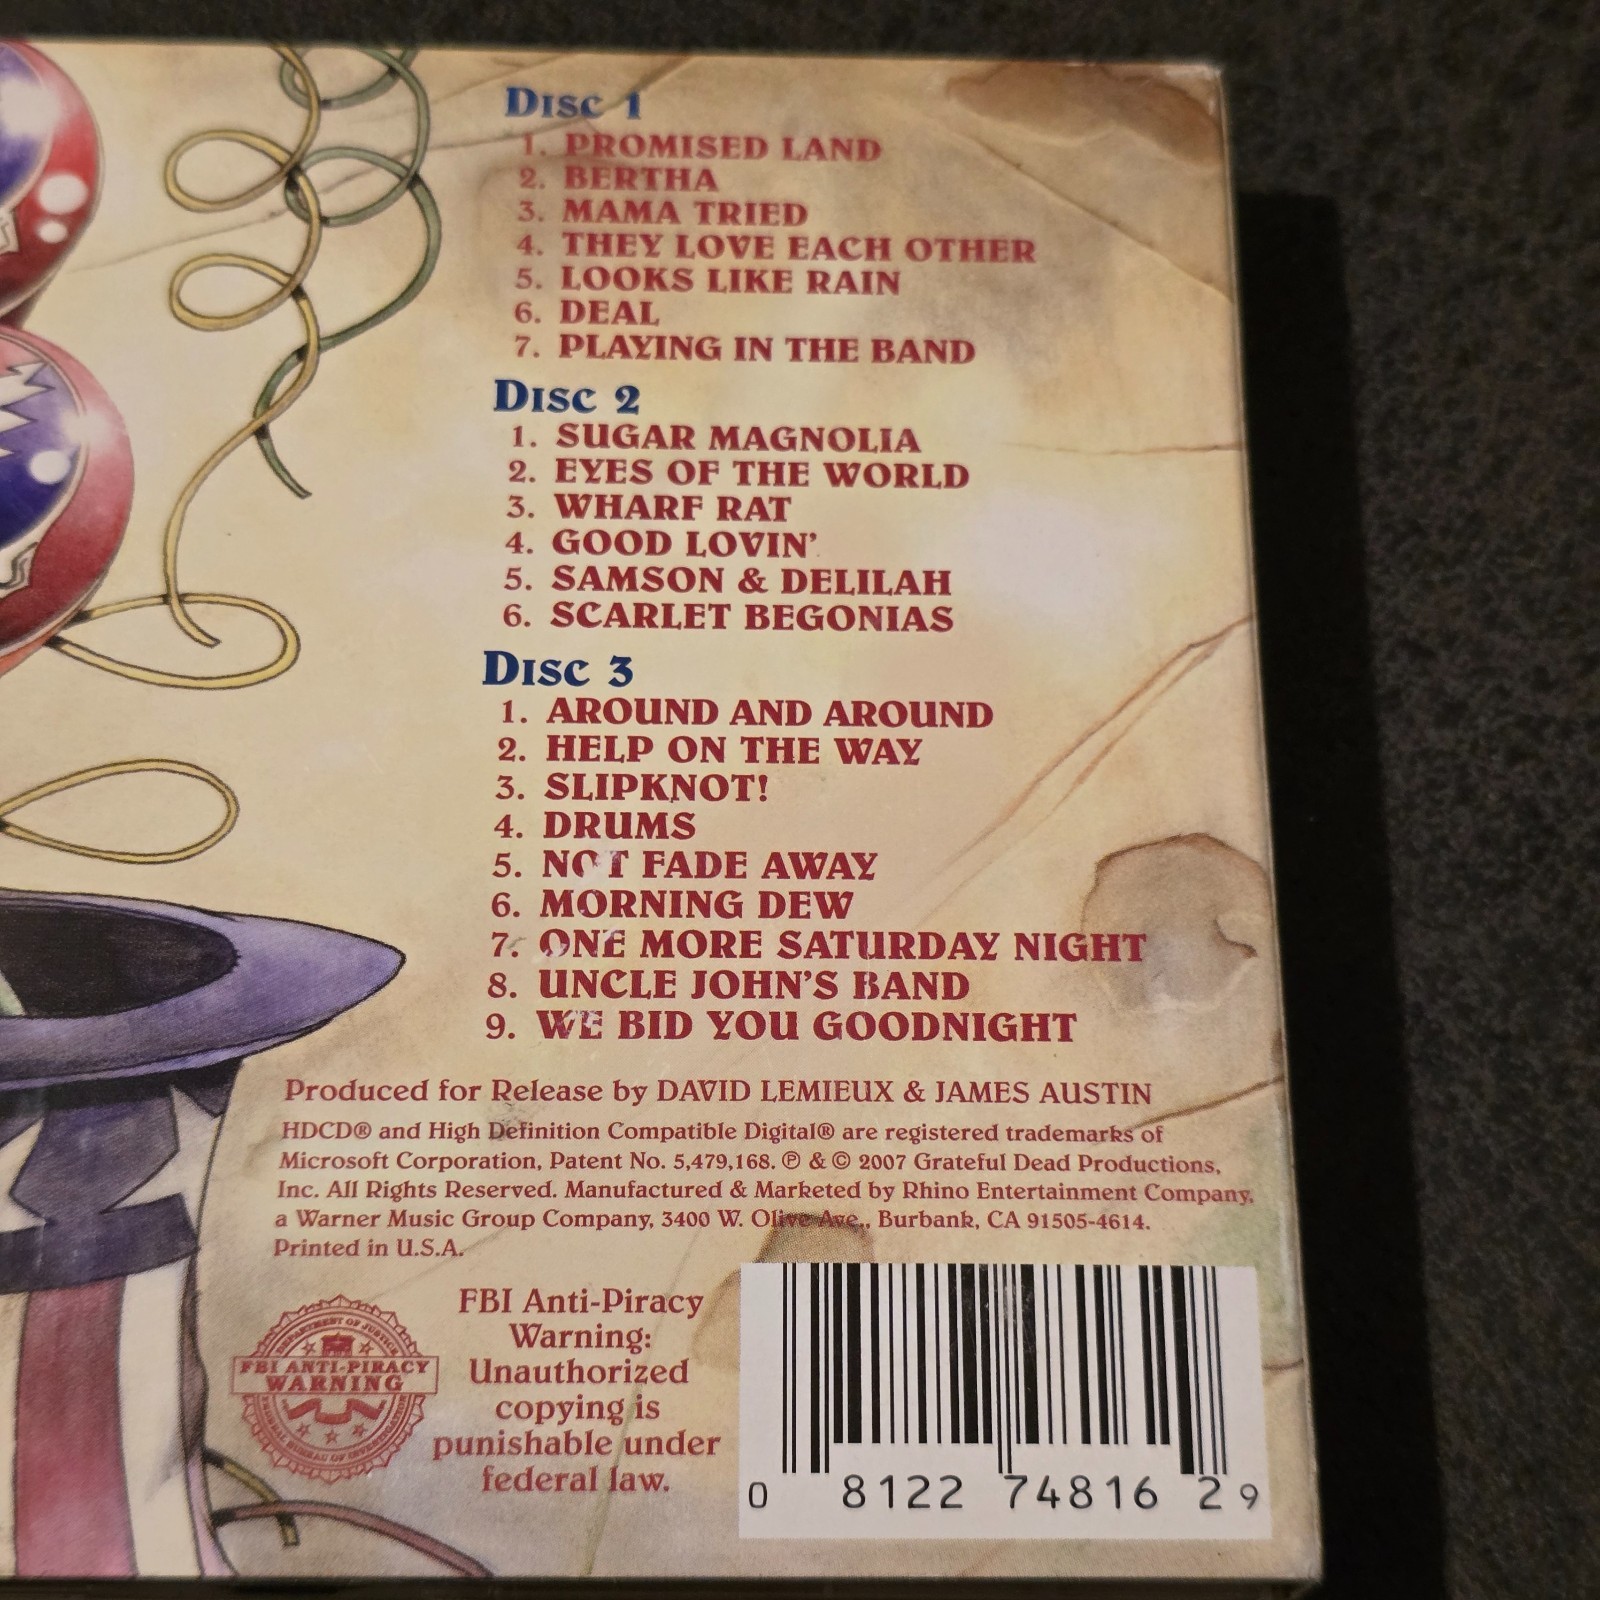 Disc 1
1. PROMISED LAND
2. BERTHA
3. MAMA TRIED
4. THEY LOVE EACH OTHER
5. LOOKS LIKE RAIN
6. DEAL
7. PLAYING IN THE BAND
Disc 2
1. SUGAR MAGNOLIA
2. EYES OF THE WORLD
3. WHARF RAT
4. GOOD LOVIN'
5. SAMSON & DELILAH
6. SCARLET BEGONIAS
Disc 3
1. AROUND AND AROUND
2. HELP ON THE WAY
3. SLIPKNOT!
4. DRUMS
5. NOT FADE AWAY
6. MORNING DEW
7. ONE MORE SATURDAY NIGHT
8. UNCLE JOHN'S BAND
9. WE BID YOU GOODNIGHT
Produced for Release by DAVID LEMIEUX & JAMES AUSTIN
HDCD® and High Definition Compatible Digital® are registered trademarks of
Microsoft Corporation, Patent No. 5,479,168. ℗ & © 2007 Grateful Dead Productions,
Inc. All Rights Reserved. Manufactured & Marketed by Rhino Entertainment Company,
a Warner Music Group Company, 3400 W. Olive Ave., Burbank, CA 91505-4614.
Printed in U.S.A.
DEPARTMENT OF JUSTICE
FBI ANTI-PIRACY
WARNING
FEDERAL BUREAU OF INVESTIGATION
FBI Anti-Piracy
Warning:
Unauthorized
copying is
punishable under
federal law.
0 8122 74816 2 9